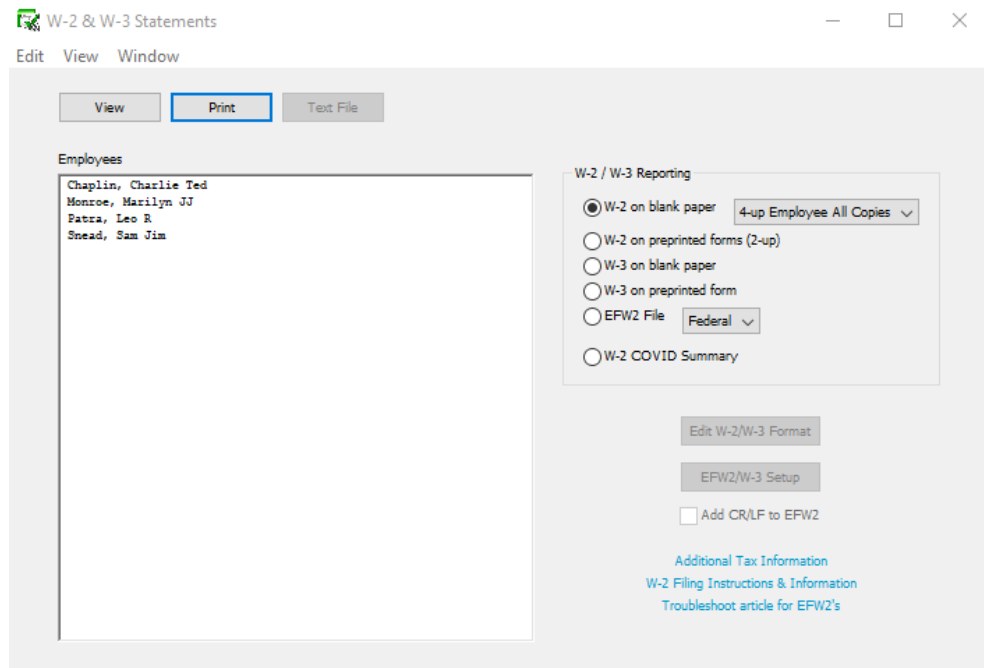 W-2 & W-3 Statements
Edit View Window
View Print Text File
Employees
Chaplin, Charlie Ted
Monroe, Marilyn JJ
Patra, Leo R
Snead, Sam Jim
W-2 / W-3 Reporting
W-2 on blank paper 4-up Employee All Copies
W-2 on preprinted forms (2-up)
W-3 on blank paper
W-3 on preprinted form
EFW2 File Federal
W-2 COVID Summary
Edit W-2/W-3 Format
EFW2/W-3 Setup
Add CR/LF to EFW2
Additional Tax Information
W-2 Filing Instructions & Information
Troubleshoot article for EFW2's